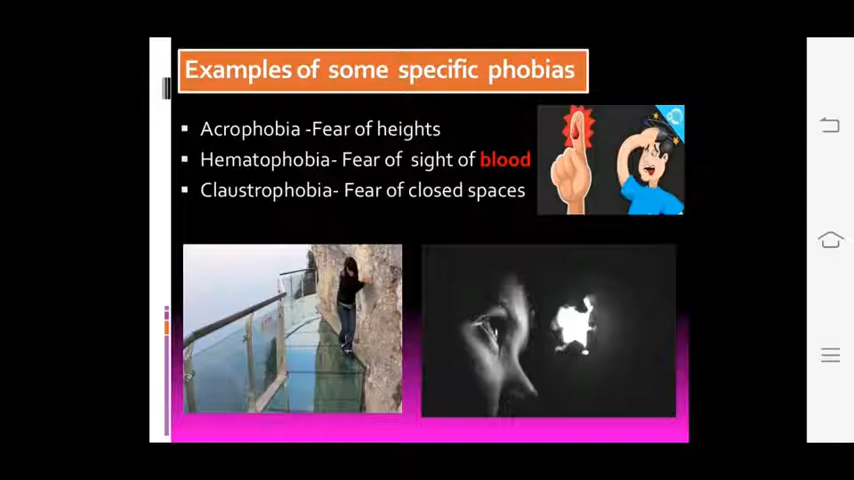 Examples of some specific phobias
Acrophobia -Fear of heights
Hematophobia- Fear of sight of blood
Claustrophobia- Fear of closed spaces